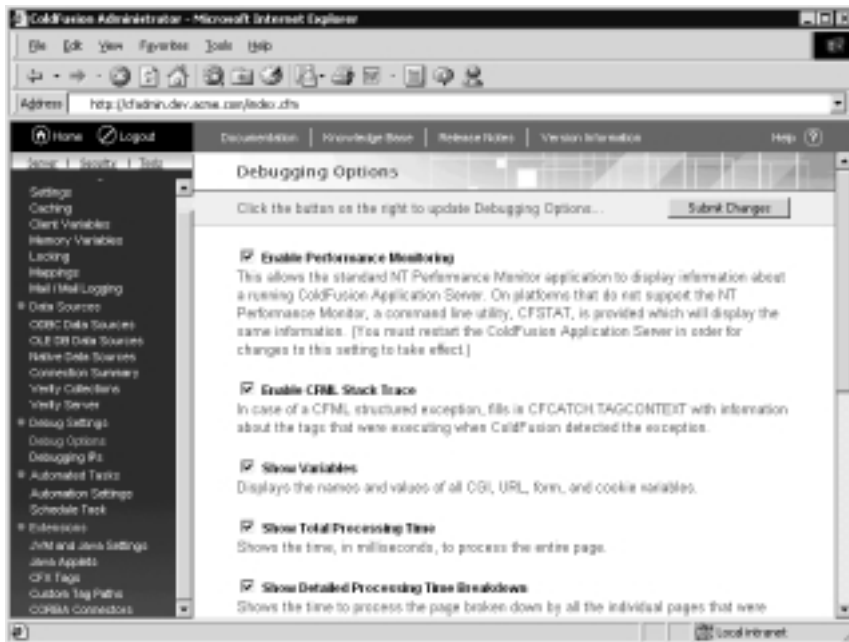 ColdFusion Administrator - Microsoft Internet Explorer
File Edit View Favorites Tools Help
Address http://cfadmin.dev.acme.com/index.cfm
Home Logout Documentation Knowledge Base Release Notes Version Information Help ?
Server | Security | Tools
Debugging Options
Click the button on the right to update Debugging Options... Submit Changes
Settings
Caching
Client Variables
Memory Variables
Locking
Mappings
Mail / Mail Logging
Data Sources
ODBC Data Sources
OLE DB Data Sources
Native Data Sources
Connection Summary
Verity Collections
Verity Server
Debug Settings
Debug Options
Debugging IPs
Automated Tasks
Automation Settings
Schedule Task
Extensions
JVM and Java Settings
Java Applets
CFX Tags
Custom Tag Paths
CORBA Connectors
Enable Performance Monitoring
This allows the standard NT Performance Monitor application to display information about
a running ColdFusion Application Server. On platforms that do not support the NT
Performance Monitor, a command line utility, CFSTAT, is provided which will display the
same information. (You must restart the ColdFusion Application Server in order for
changes to this setting to take effect.)
Enable CFML Stack Trace
In case of a CFML structured exception, fills in CFCATCH.TAGCONTEXT with information
about the tags that were executing when ColdFusion detected the exception.
Show Variables
Displays the names and values of all CGI, URL, form, and cookie variables.
Show Total Processing Time
Shows the time, in milliseconds, to process the entire page.
Show Detailed Processing Time Breakdown
Shows the time to process the page broken down by all the individual pages that were
Local intranet